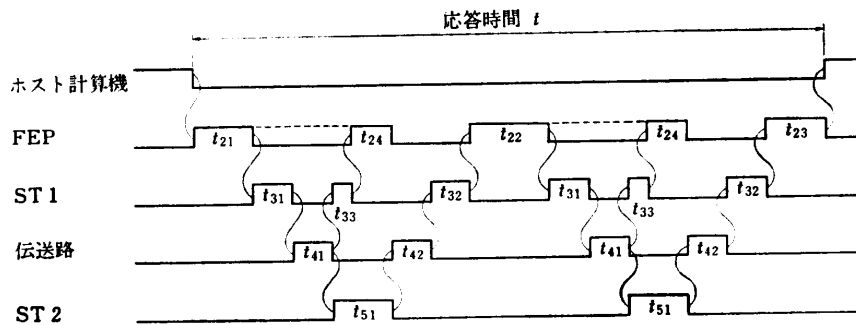 応答時間 t
ホスト計算機
FEP t21 t24 t22 t24 t23
ST 1 t31 t33 t32 t31 t33 t32
伝送路 t41 t42 t41 t42
ST 2 t51 t51